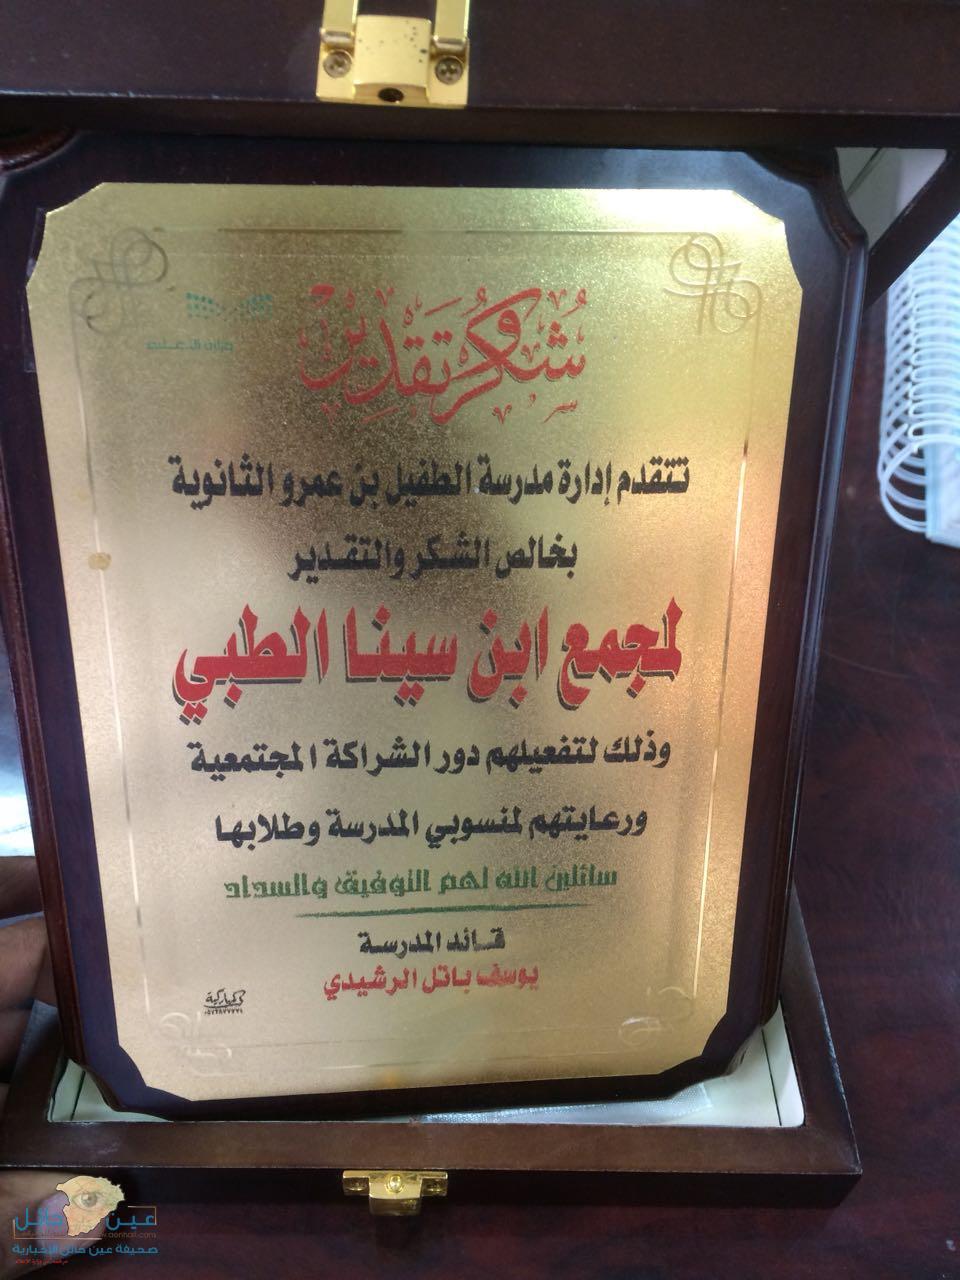 شكر وتقدير
وزارة التعليم
تتقدم إدارة مدرسة الطفيل بن عمرو الثانوية
بخالص الشكر والتقدير
لمجمع ابن سينا الطبي
وذلك لتفعيلهم دور الشراكة المجتمعية
ورعايتهم لمنسوبي المدرسة وطلابها
سائلين الله لهم التوفيق والسداد
قائد المدرسة
يوسف باتل الرشيدي
عين حائل
صحيفة عين حائل الإخبارية